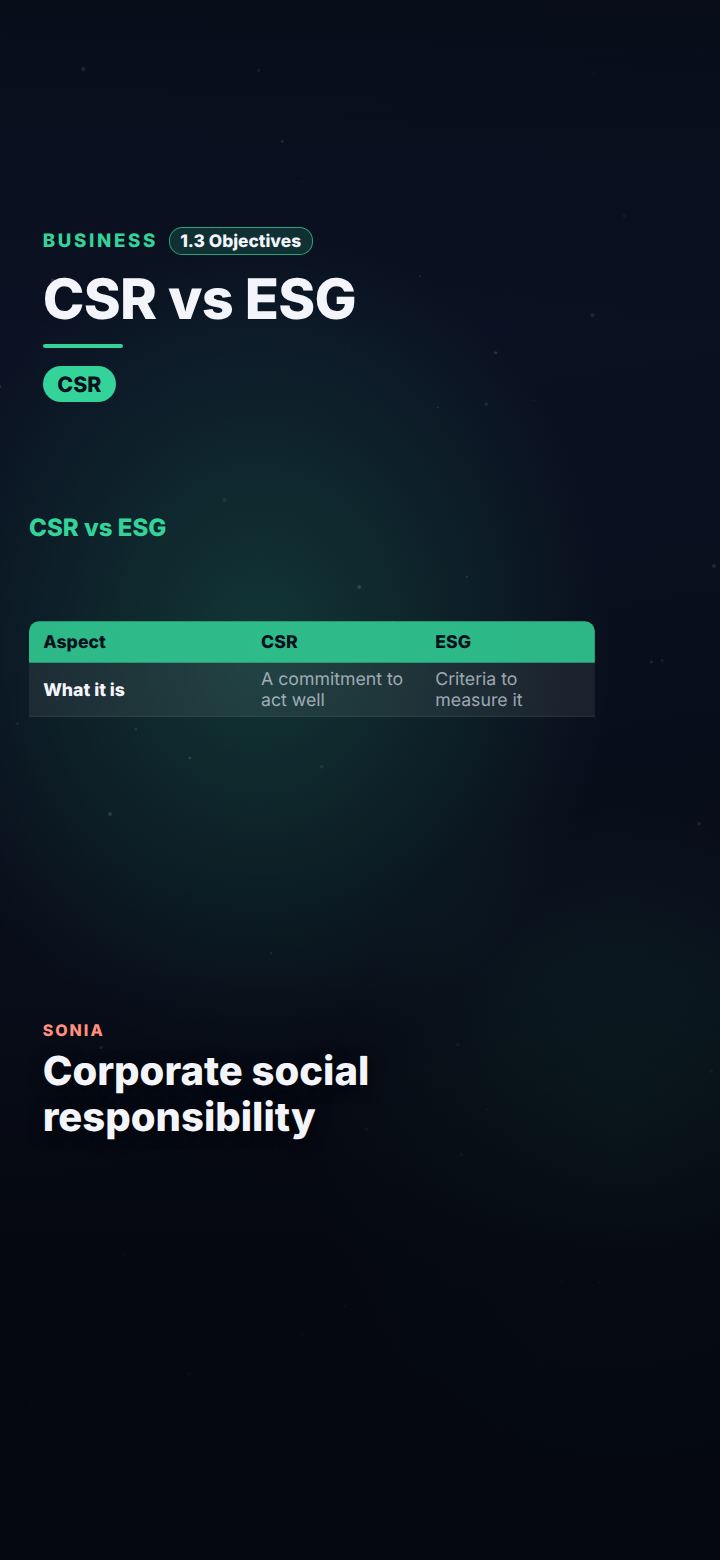 BUSINESS 1.3 Objectives
CSR vs ESG
CSR
CSR vs ESG
Aspect CSR ESG
What it is A commitment to act well Criteria to measure it
SONIA
Corporate social
responsibility